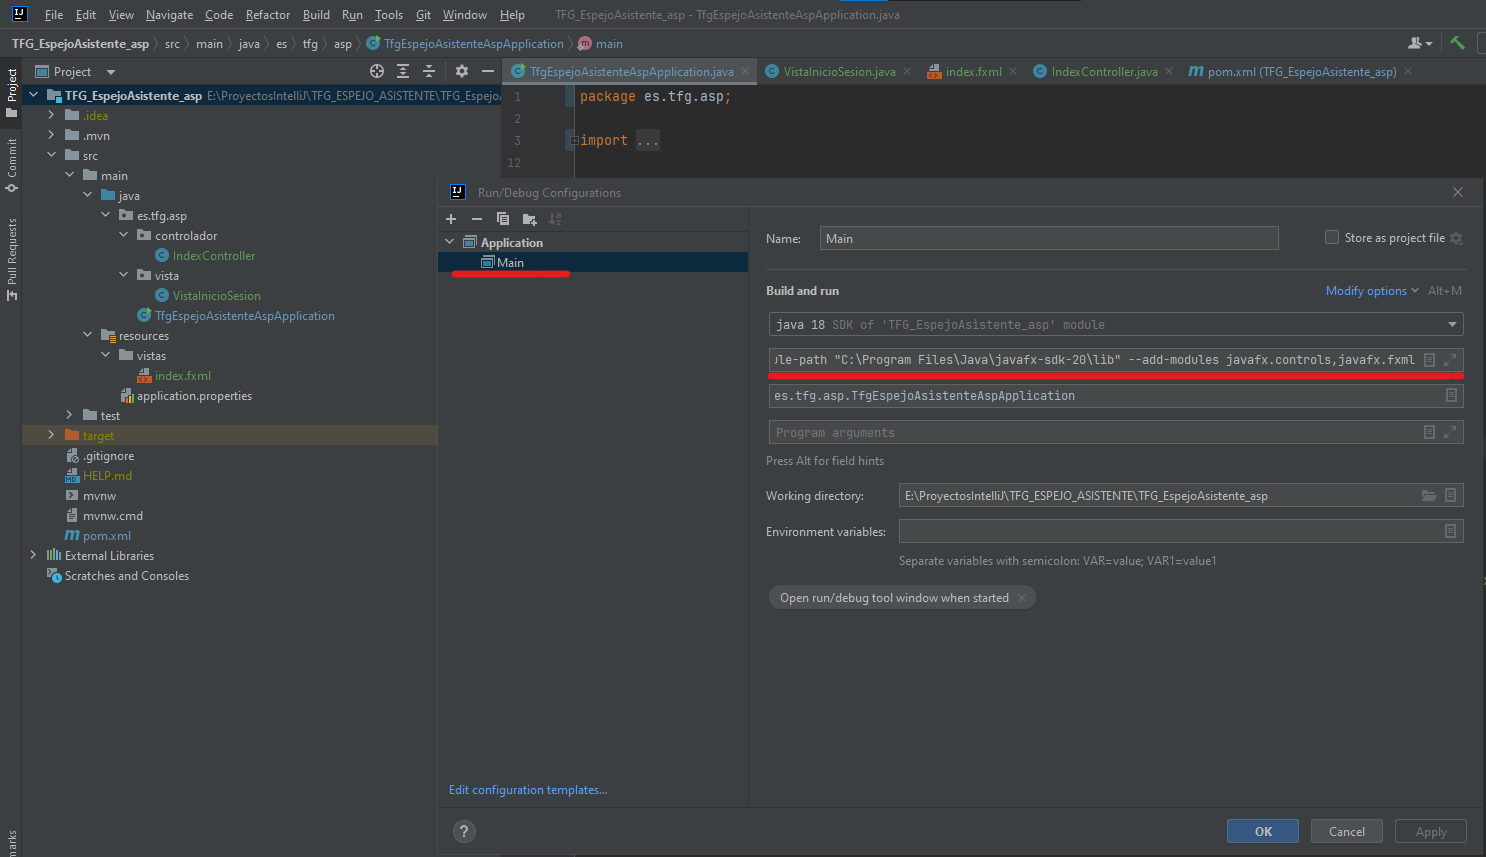 File Edit View Navigate Code Refactor Build Run Tools Git Window Help TFG_EspejoAsistente_asp - TfgEspejoAsistenteAspApplication.java
TFG_EspejoAsistente_asp src main java es tfg asp TfgEspejoAsistenteAspApplication main
Project
Commit
Pull Requests
marks
Project
TFG_EspejoAsistente_asp E:\ProyectosIntelliJ\TFG_ESPEJO_ASISTENTE\TFG_EspejoA
.idea
.mvn
src
main
java
es.tfg.asp
controlador
IndexController
vista
VistaInicioSesion
TfgEspejoAsistenteAspApplication
resources
vistas
index.fxml
application.properties
test
target
.gitignore
HELP.md
mvnw
mvnw.cmd
pom.xml
External Libraries
Scratches and Consoles
TfgEspejoAsistenteAspApplication.java VistaInicioSesion.java index.fxml IndexController.java pom.xml (TFG_EspejoAsistente_asp)
1 package es.tfg.asp;
2
3 import ...
12
Run/Debug Configurations
Application
Main
Edit configuration templates...
Name: Main Store as project file
Build and run Modify options Alt+M
java 18 SDK of 'TFG_EspejoAsistente_asp' module
ule-path "C:\Program Files\Java\javafx-sdk-20\lib" --add-modules javafx.controls,javafx.fxml
es.tfg.asp.TfgEspejoAsistenteAspApplication
Program arguments
Press Alt for field hints
Working directory: E:\ProyectosIntelliJ\TFG_ESPEJO_ASISTENTE\TFG_EspejoAsistente_asp
Environment variables:
Separate variables with semicolon: VAR=value; VAR1=value1
Open run/debug tool window when started
? OK Cancel Apply